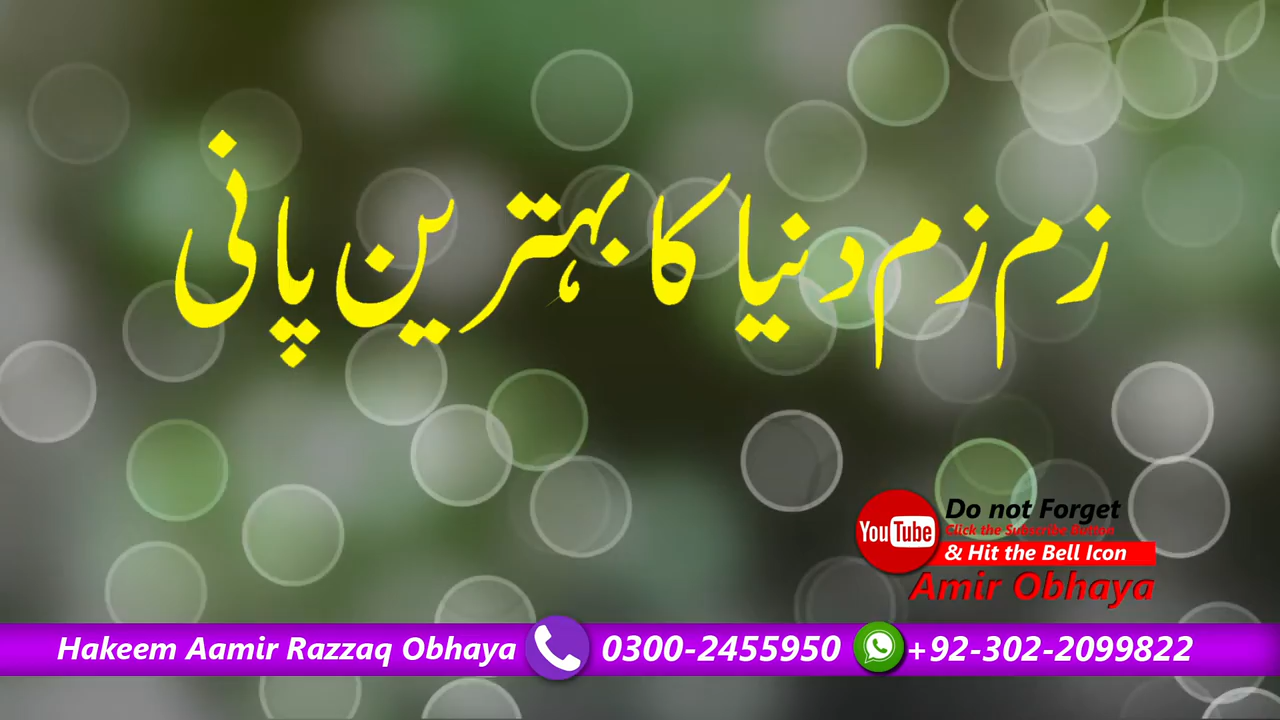 زم زم دنیا کا بہترین پانی
YouTube
Do not Forget
Click the Subscribe Button
& Hit the Bell Icon
Amir Obhaya
Hakeem Aamir Razzaq Obhaya 0300-2455950 +92-302-2099822